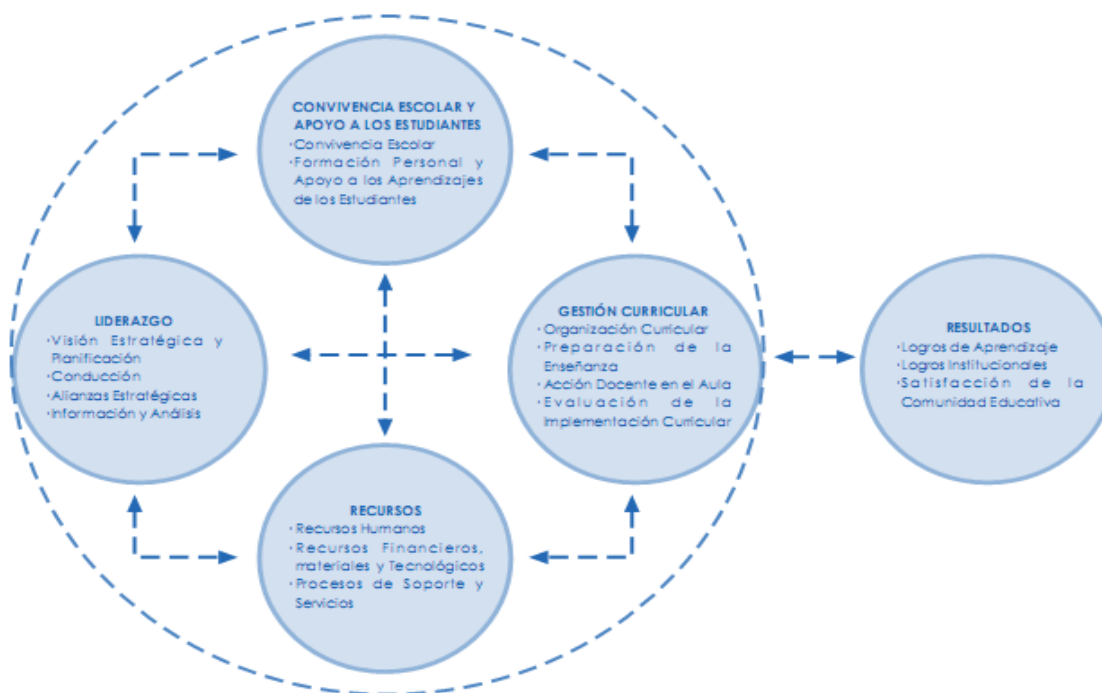 CONVIVENCIA ESCOLAR Y
APOYO A LOS ESTUDIANTES
·Convivencia Escolar
·Formación Personal y
Apoyo a los Aprendizajes
de los Estudiantes
LIDERAZGO
·Visión Estratégica y
Planificación
·Conducción
·Alianzas Estratégicas
·Información y Análisis
GESTIÓN CURRICULAR
·Organización Curricular
·Preparación de la
Enseñanza
·Acción Docente en el Aula
·Evaluación de la
Implementación Curricular
RESULTADOS
·Logros de Aprendizaje
·Logros Institucionales
·Satisfacción de la
Comunidad Educativa
RECURSOS
·Recursos Humanos
·Recursos Financieros,
materiales y Tecnológicos
·Procesos de Soporte y
Servicios